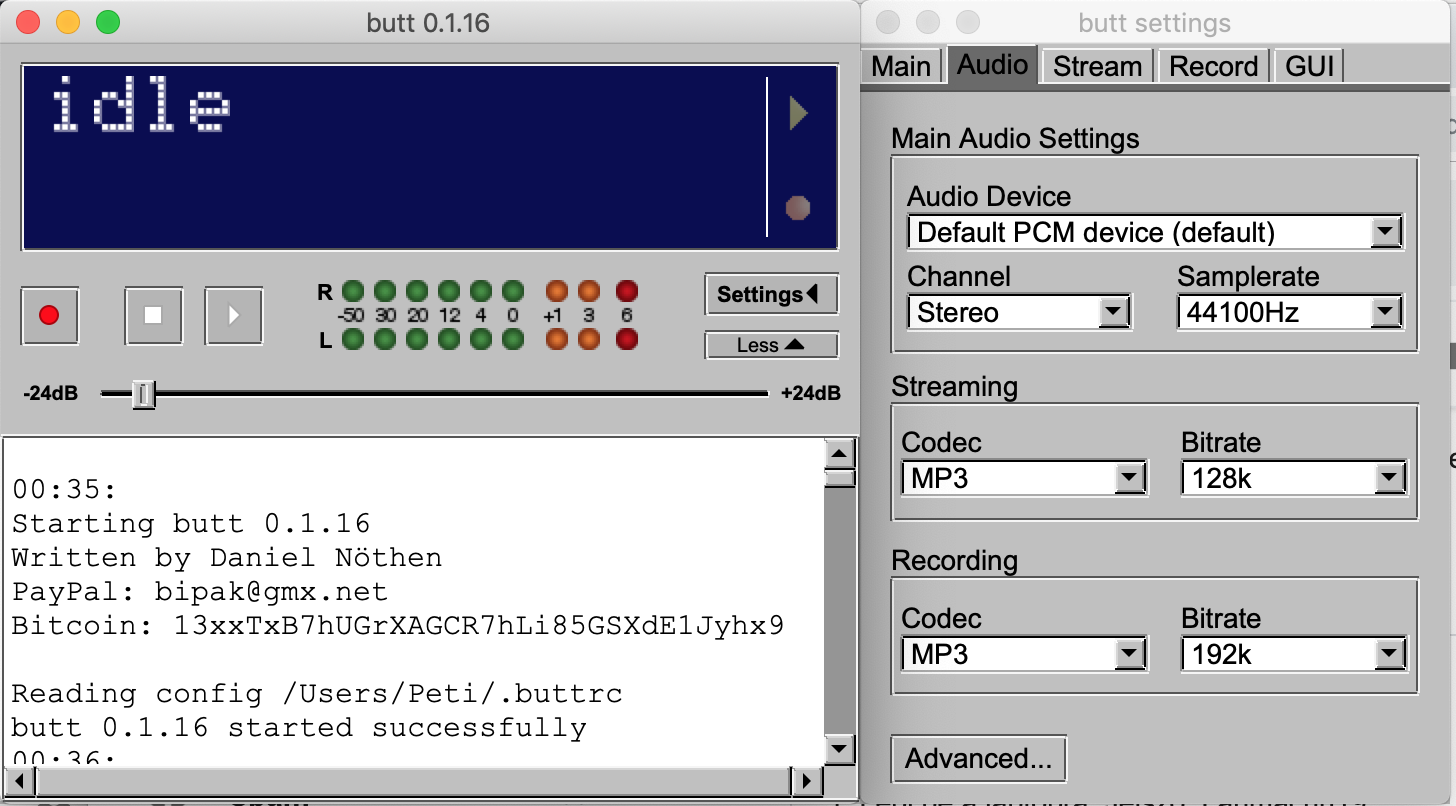 butt 0.1.16
idle
R
-50 30 20 12 4 0 +1 3 6
L
Settings
Less
-24dB
+24dB
00:35:
Starting butt 0.1.16
Written by Daniel Nöthen
PayPal: bipak@gmx.net
Bitcoin: 13xxTxB7hUGrXAGCR7hLi85GSXdE1Jyhx9
Reading config /Users/Peti/.buttrc
butt 0.1.16 started successfully
00:36:
butt settings
Main Audio Stream Record GUI
Main Audio Settings
Audio Device
Default PCM device (default)
Channel Samplerate
Stereo 44100Hz
Streaming
Codec Bitrate
MP3 128k
Recording
Codec Bitrate
MP3 192k
Advanced...